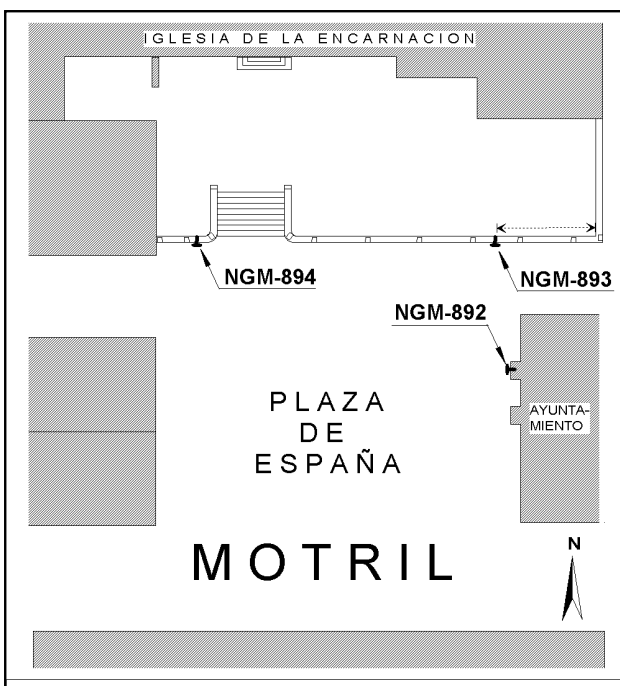 IGLESIA DE LA ENCARNACION
NGM-894
NGM-893
NGM-892
PLAZA
DE
ESPAÑA
AYUNTA-
MIENTO
MOTRIL
N